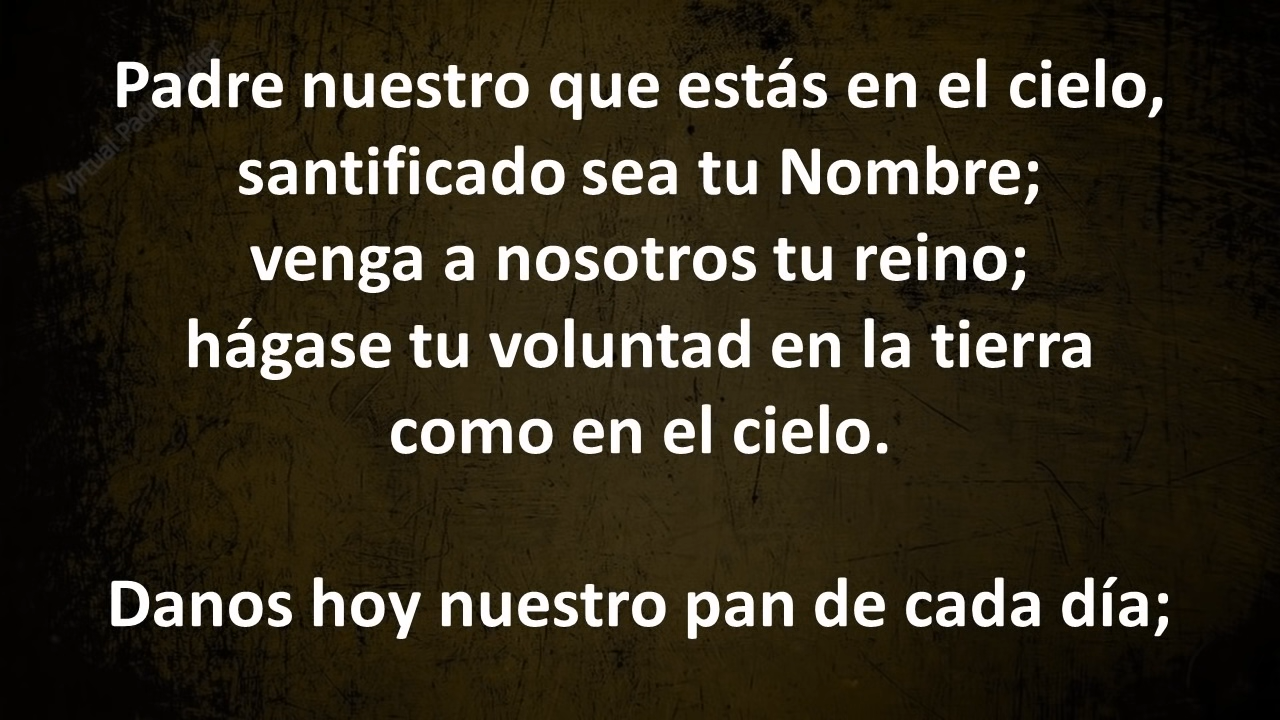 Padre nuestro que estás en el cielo,
santificado sea tu Nombre;
venga a nosotros tu reino;
hágase tu voluntad en la tierra
como en el cielo.
Danos hoy nuestro pan de cada día;